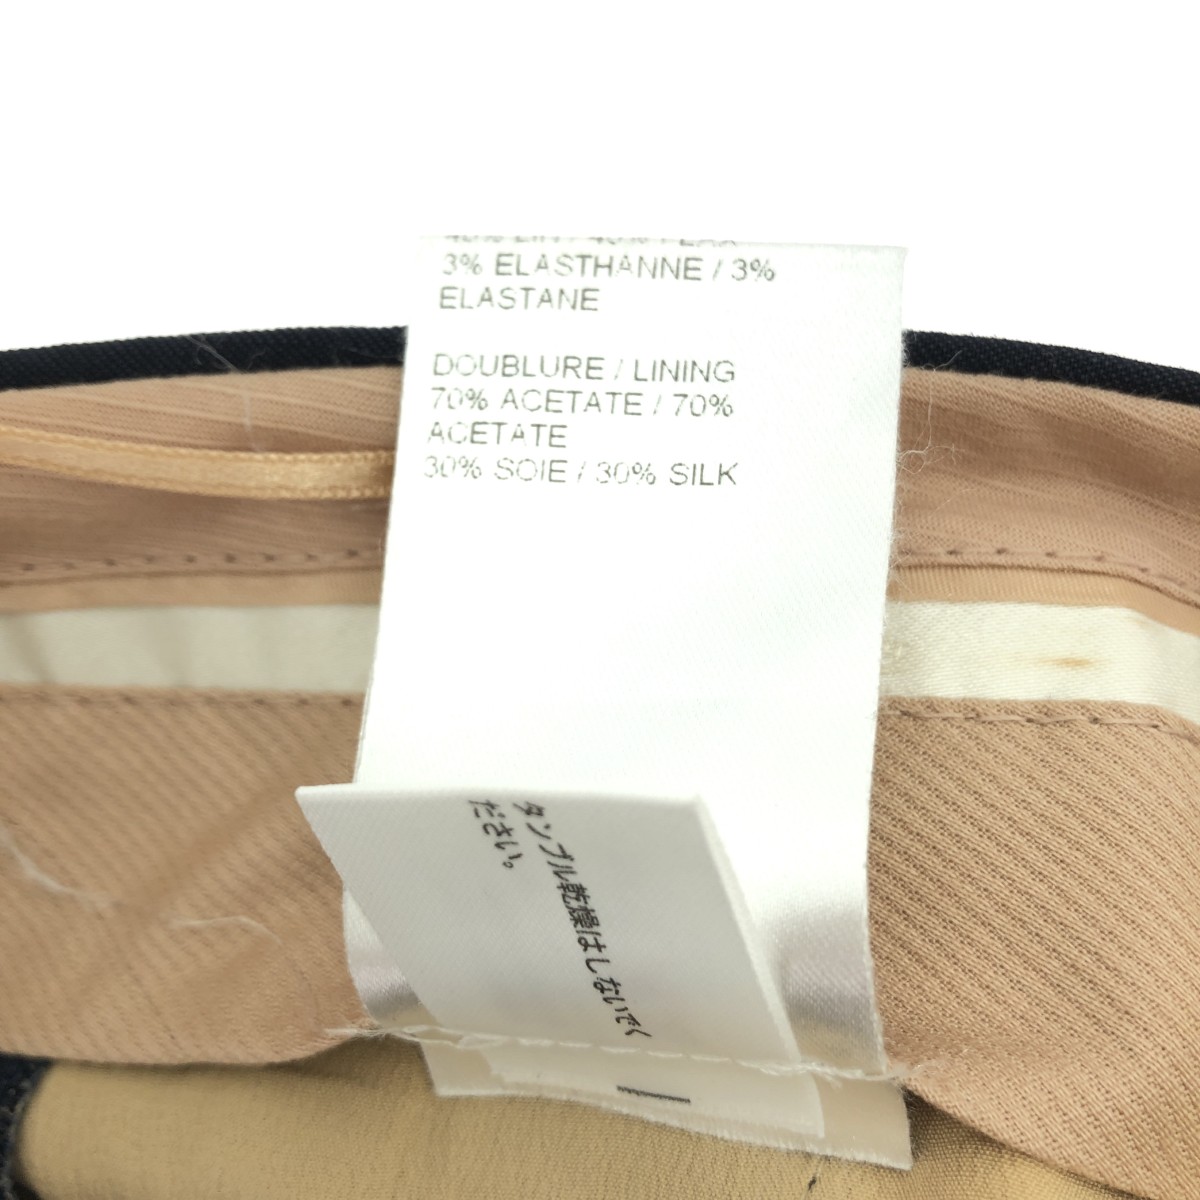 3% ELASTHANNE / 3%
ELASTANE
DOUBLURE / LINING
70% ACETATE / 70%
ACETATE
30% SOIE / 30% SILK
タンブル乾燥はしないでく
ださい。